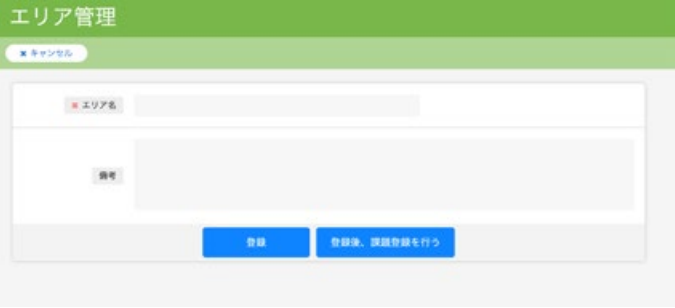 エリア管理
✖ キャンセル
※ エリア名
備考
登録
登録後、課題登録を行う